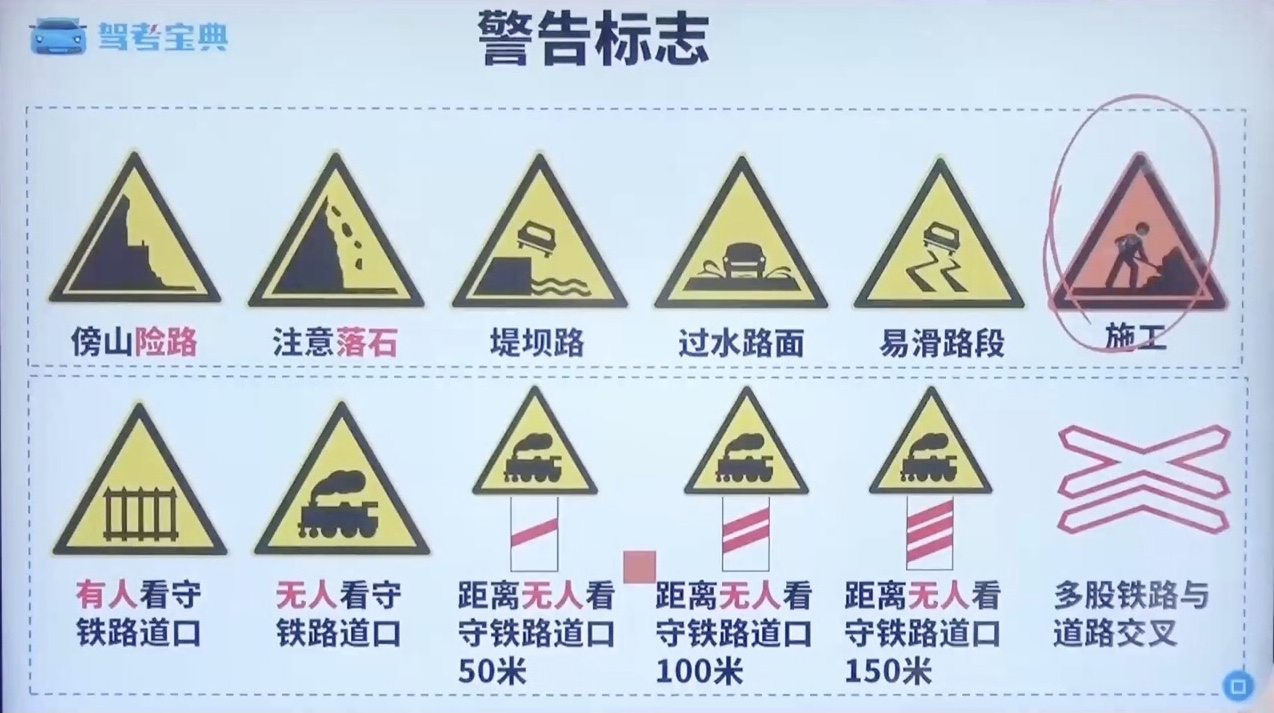 驾考宝典
警告标志
傍山险路
注意落石
堤坝路
过水路面
易滑路段
施工
有人看守
铁路道口
无人看守
铁路道口
距离无人看
守铁路道口
50米
距离无人看
守铁路道口
100米
距离无人看
守铁路道口
150米
多股铁路与
道路交叉